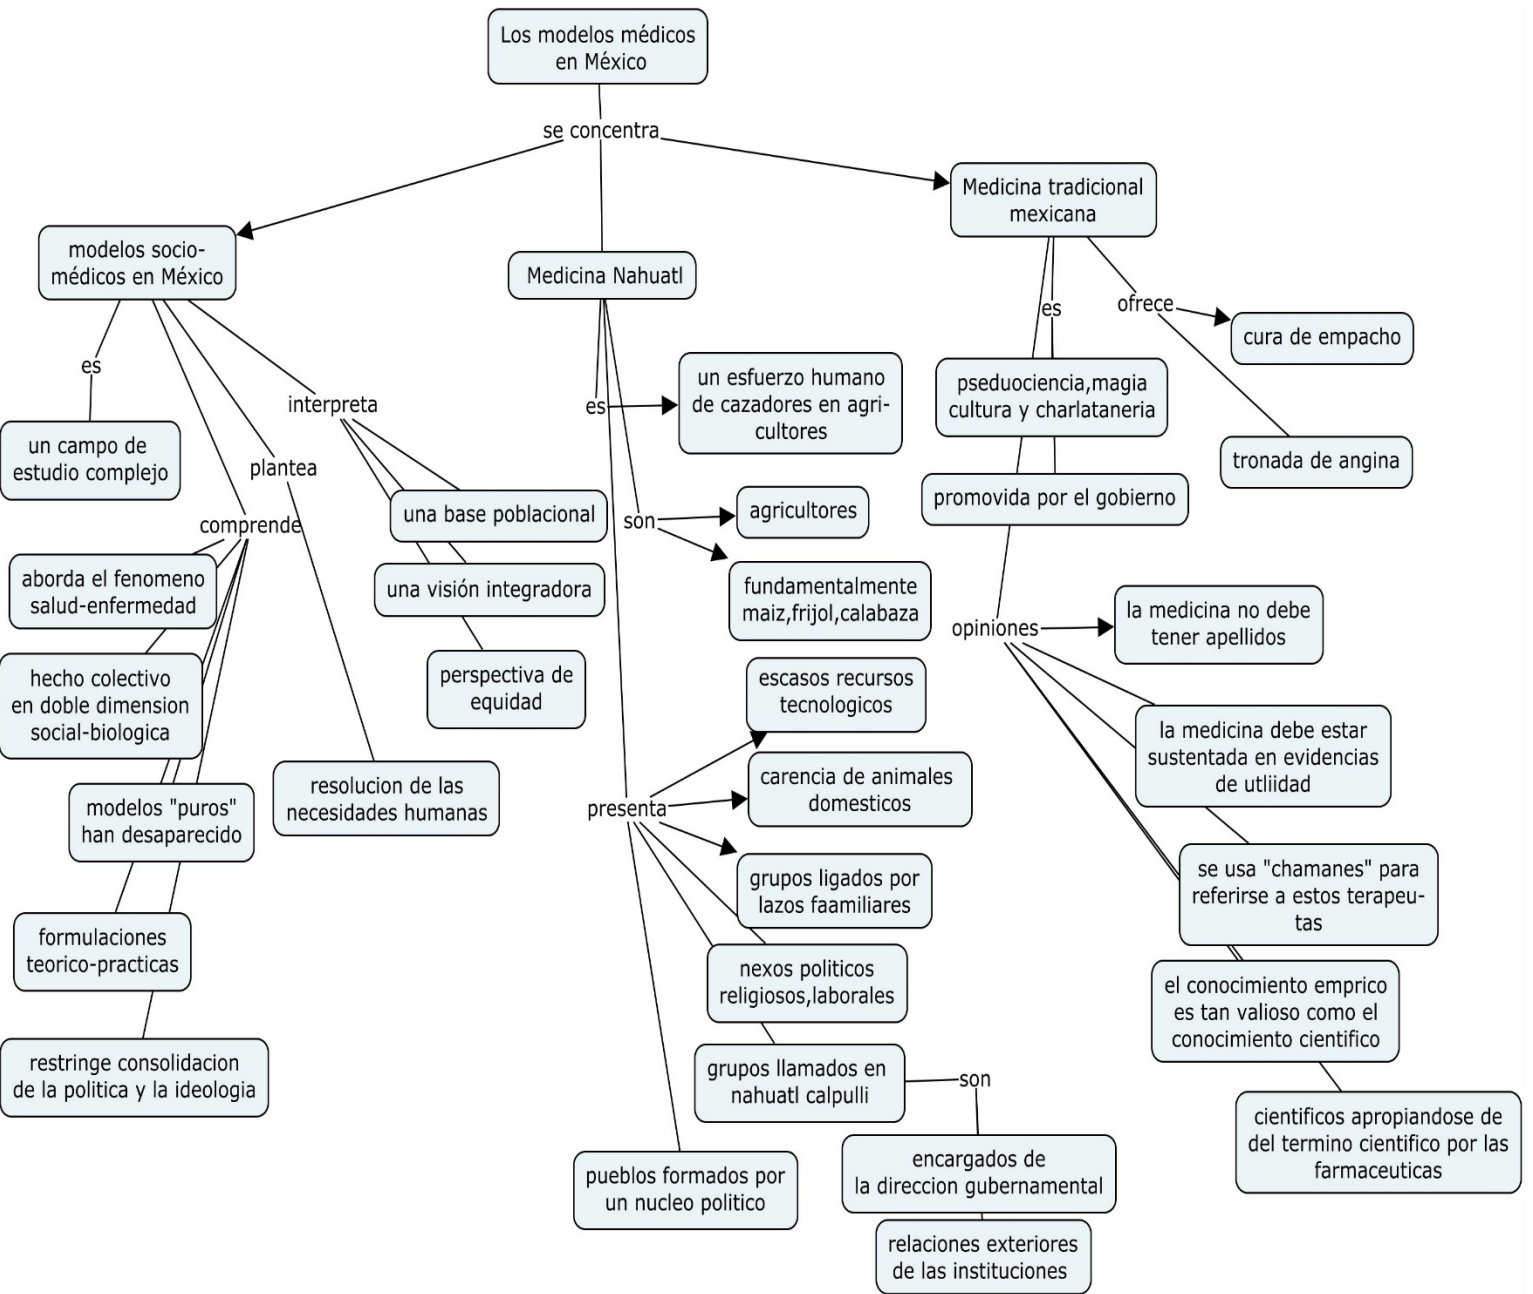 Los modelos médicos
en México
se concentra
modelos socio-
médicos en México
es
un campo de
estudio complejo
comprende
aborda el fenomeno
salud-enfermedad
hecho colectivo
en doble dimension
social-biologica
modelos "puros"
han desaparecido
formulaciones
teorico-practicas
restringe consolidacion
de la politica y la ideologia
plantea
resolucion de las
necesidades humanas
interpreta
una base poblacional
una visión integradora
perspectiva de
equidad
Medicina Nahuatl
es
un esfuerzo humano
de cazadores en agri-
cultores
son
agricultores
fundamentalmente
maiz,frijol,calabaza
presenta
escasos recursos
tecnologicos
carencia de animales
domesticos
grupos ligados por
lazos faamiliares
nexos politicos
religiosos,laborales
grupos llamados en
nahuatl calpulli
son
encargados de
la direccion gubernamental
relaciones exteriores
de las instituciones
pueblos formados por
un nucleo politico
Medicina tradicional
mexicana
es
pseduociencia,magia
cultura y charlataneria
promovida por el gobierno
ofrece
cura de empacho
tronada de angina
opiniones
la medicina no debe
tener apellidos
la medicina debe estar
sustentada en evidencias
de utliidad
se usa "chamanes" para
referirse a estos terapeu-
tas
el conocimiento emprico
es tan valioso como el
conocimiento cientifico
cientificos apropiandose de
del termino cientifico por las
farmaceuticas